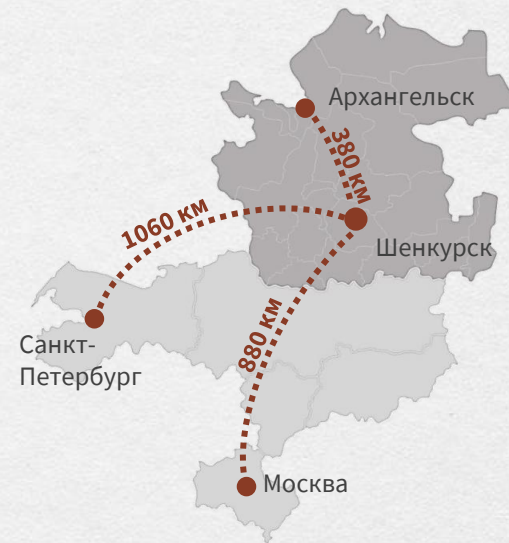 Архангельск
380 км
1060 км
Шенкурск
880 км
Санкт-
Петербург
Москва